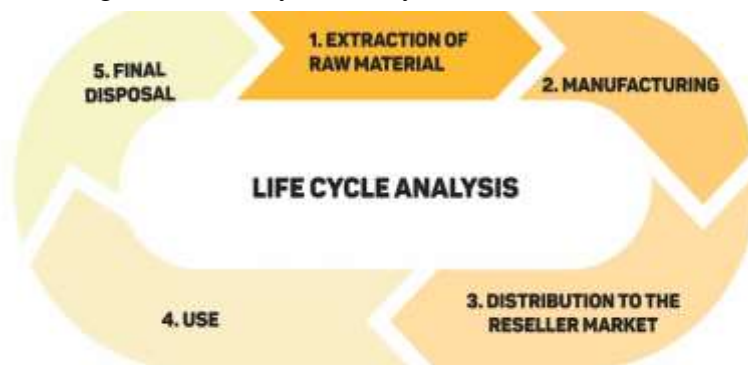 1. EXTRACTION OF
RAW MATERIAL
2. MANUFACTURING
3. DISTRIBUTION TO THE
RESELLER MARKET
4. USE
5. FINAL
DISPOSAL
LIFE CYCLE ANALYSIS